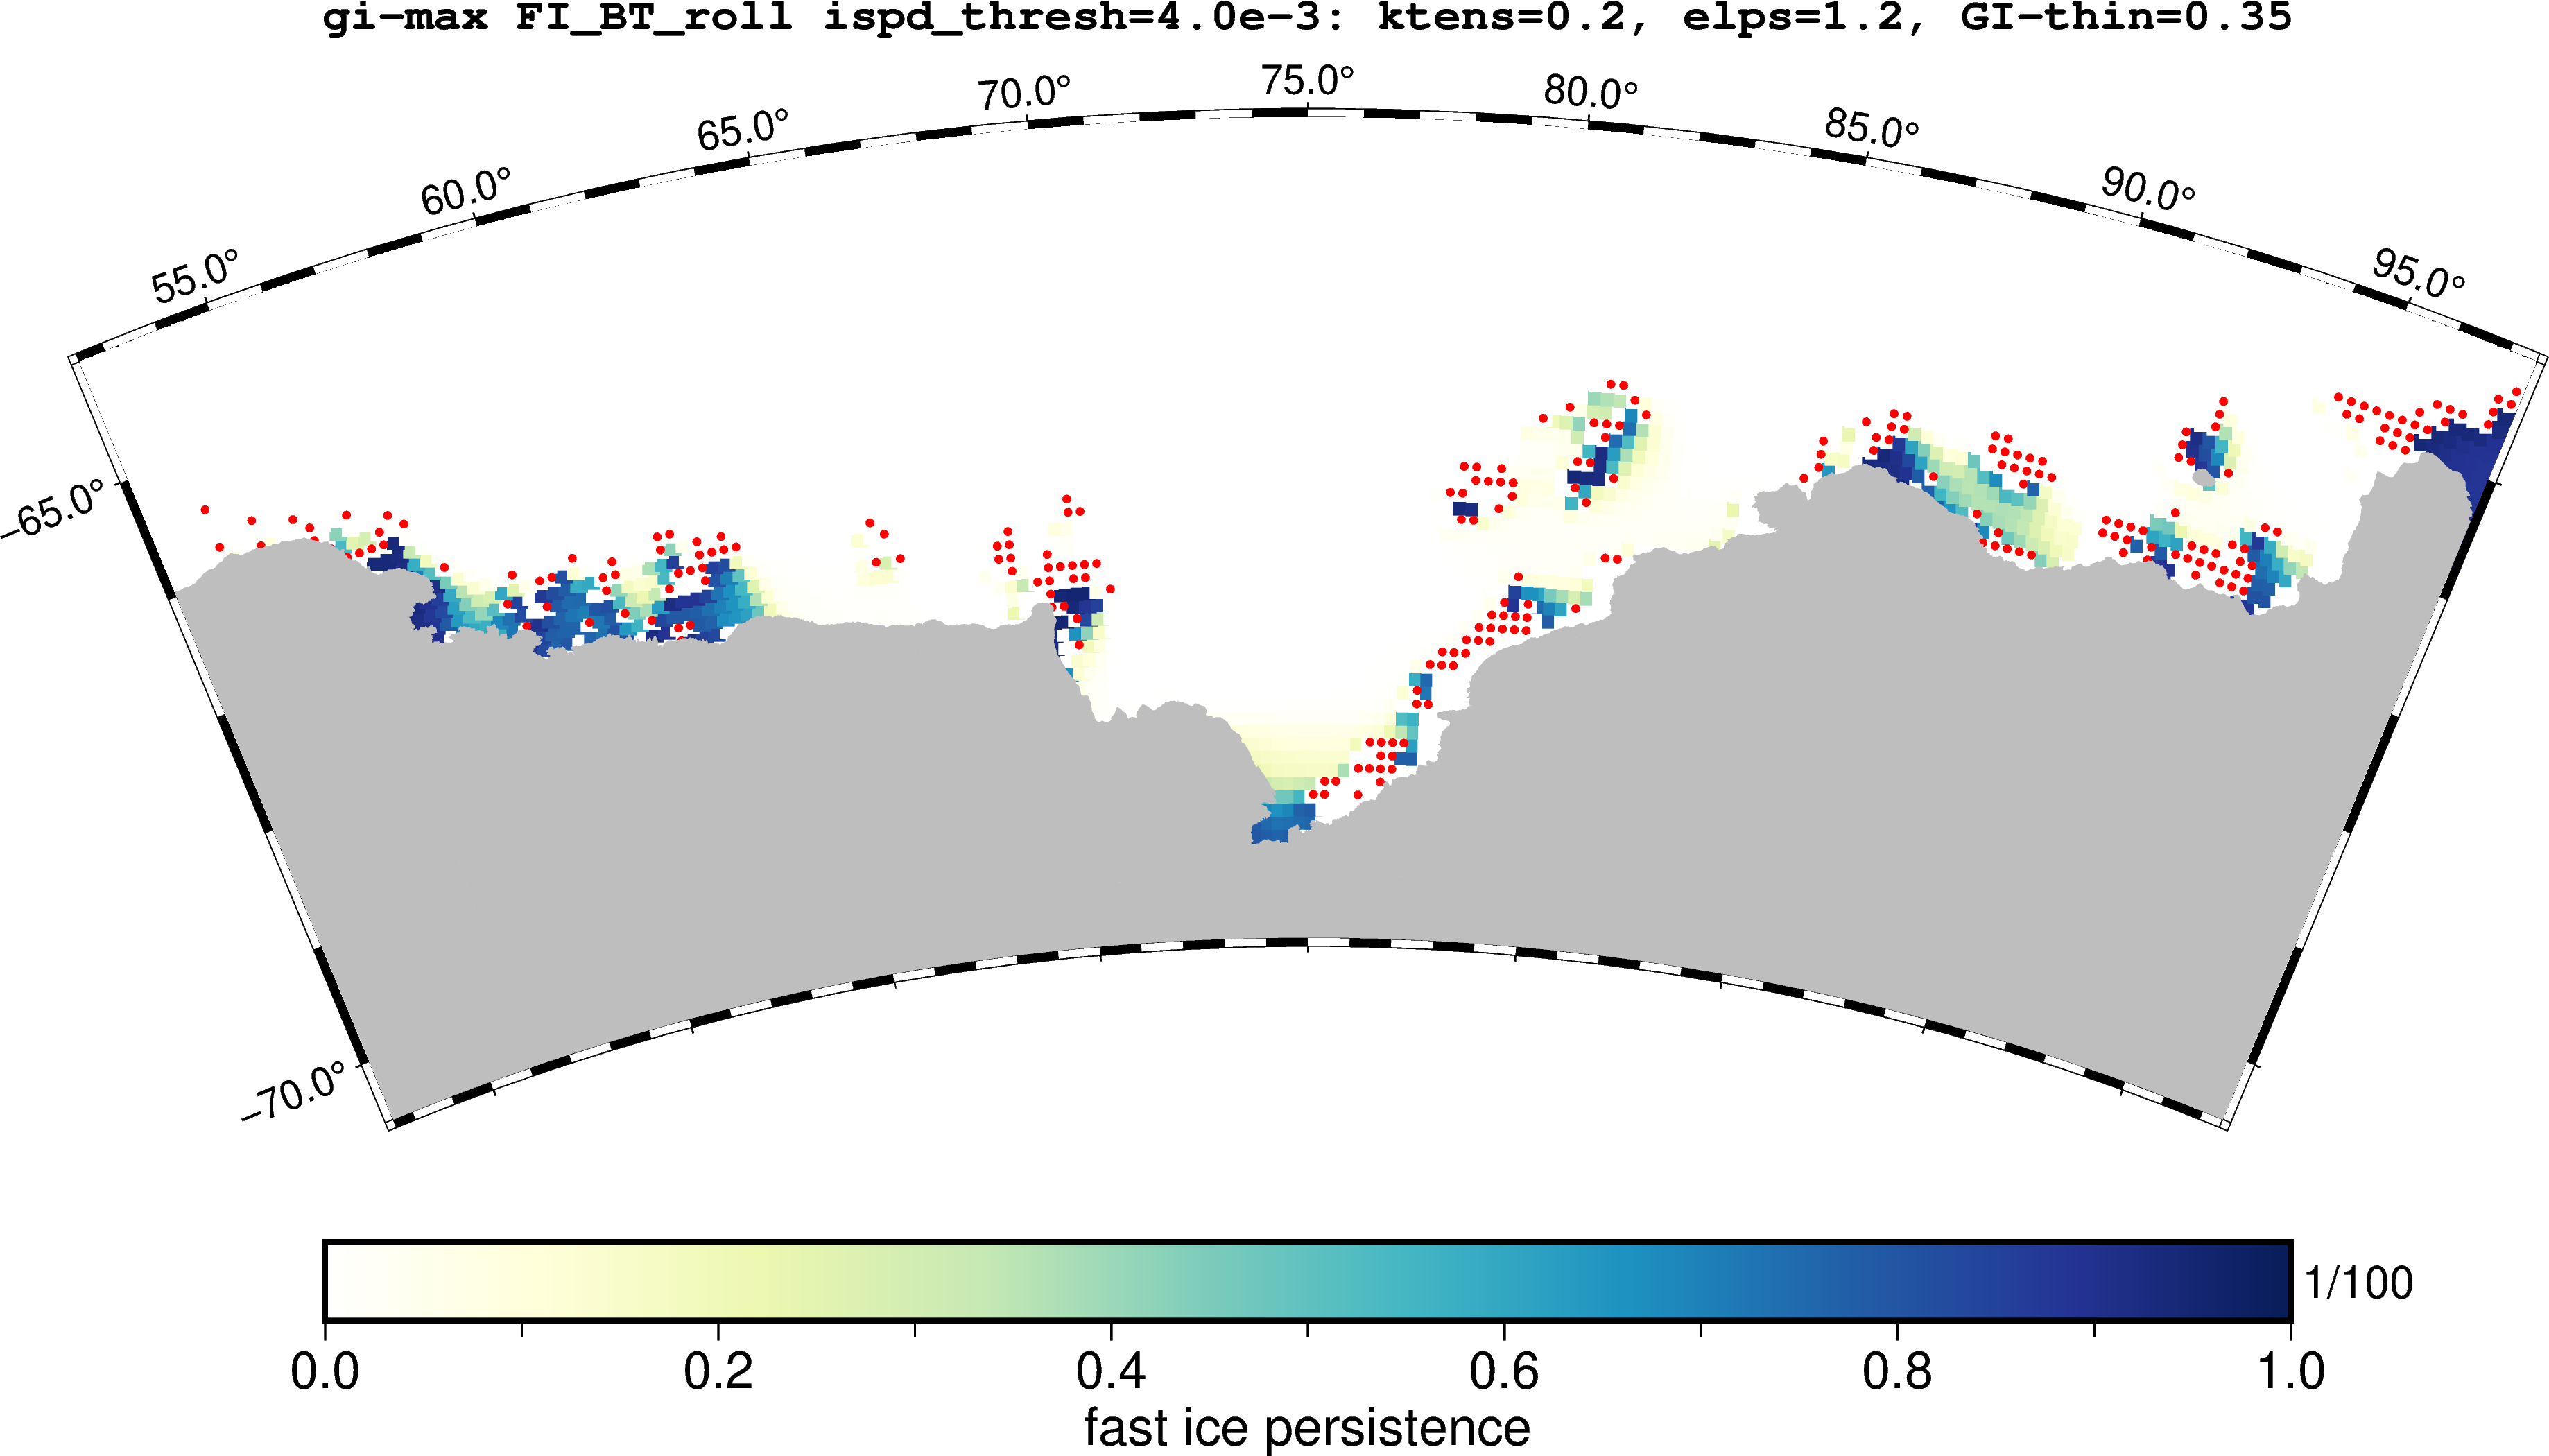 gi-max FI_BT_roll ispd_thresh=4.0e-3: ktens=0.2, elps=1.2, GI-thin=0.35
55.0° 60.0° 65.0° 70.0° 75.0° 80.0° 85.0° 90.0° 95.0°
-65.0°
-70.0°
1/100
0.0 0.2 0.4 0.6 0.8 1.0
fast ice persistence